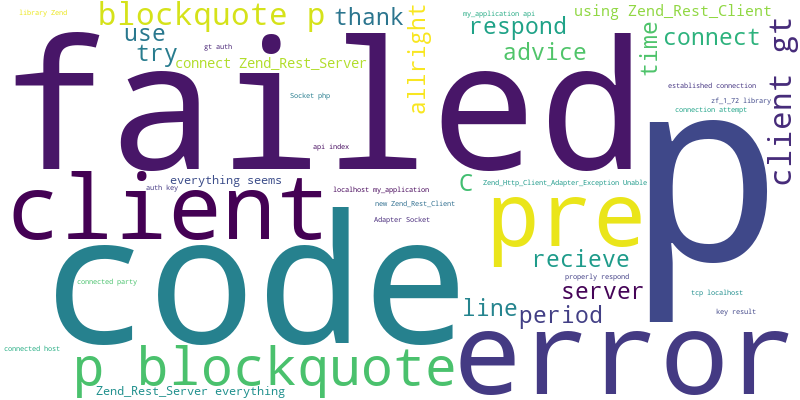 library Zend
blockquote p
thank
my_application api
using Zend_Rest_Client
use
gt auth
respond
try
connect Zend_Rest_Server
allright
advice
time
connect
client gt
failed
Socket php
established connection
zf_1_72 library
connection attempt
api index
p
everything seems
auth key
localhost my_application
C
Zend_Http_Client_Adapter_Exception Unable
client
new Zend_Rest_Client
Adapter Socket
pre
code
recieve
properly respond
connected party
server
tcp localhost
line
period
key result
error
connected host
p blockquote
Zend_Rest_Server everything